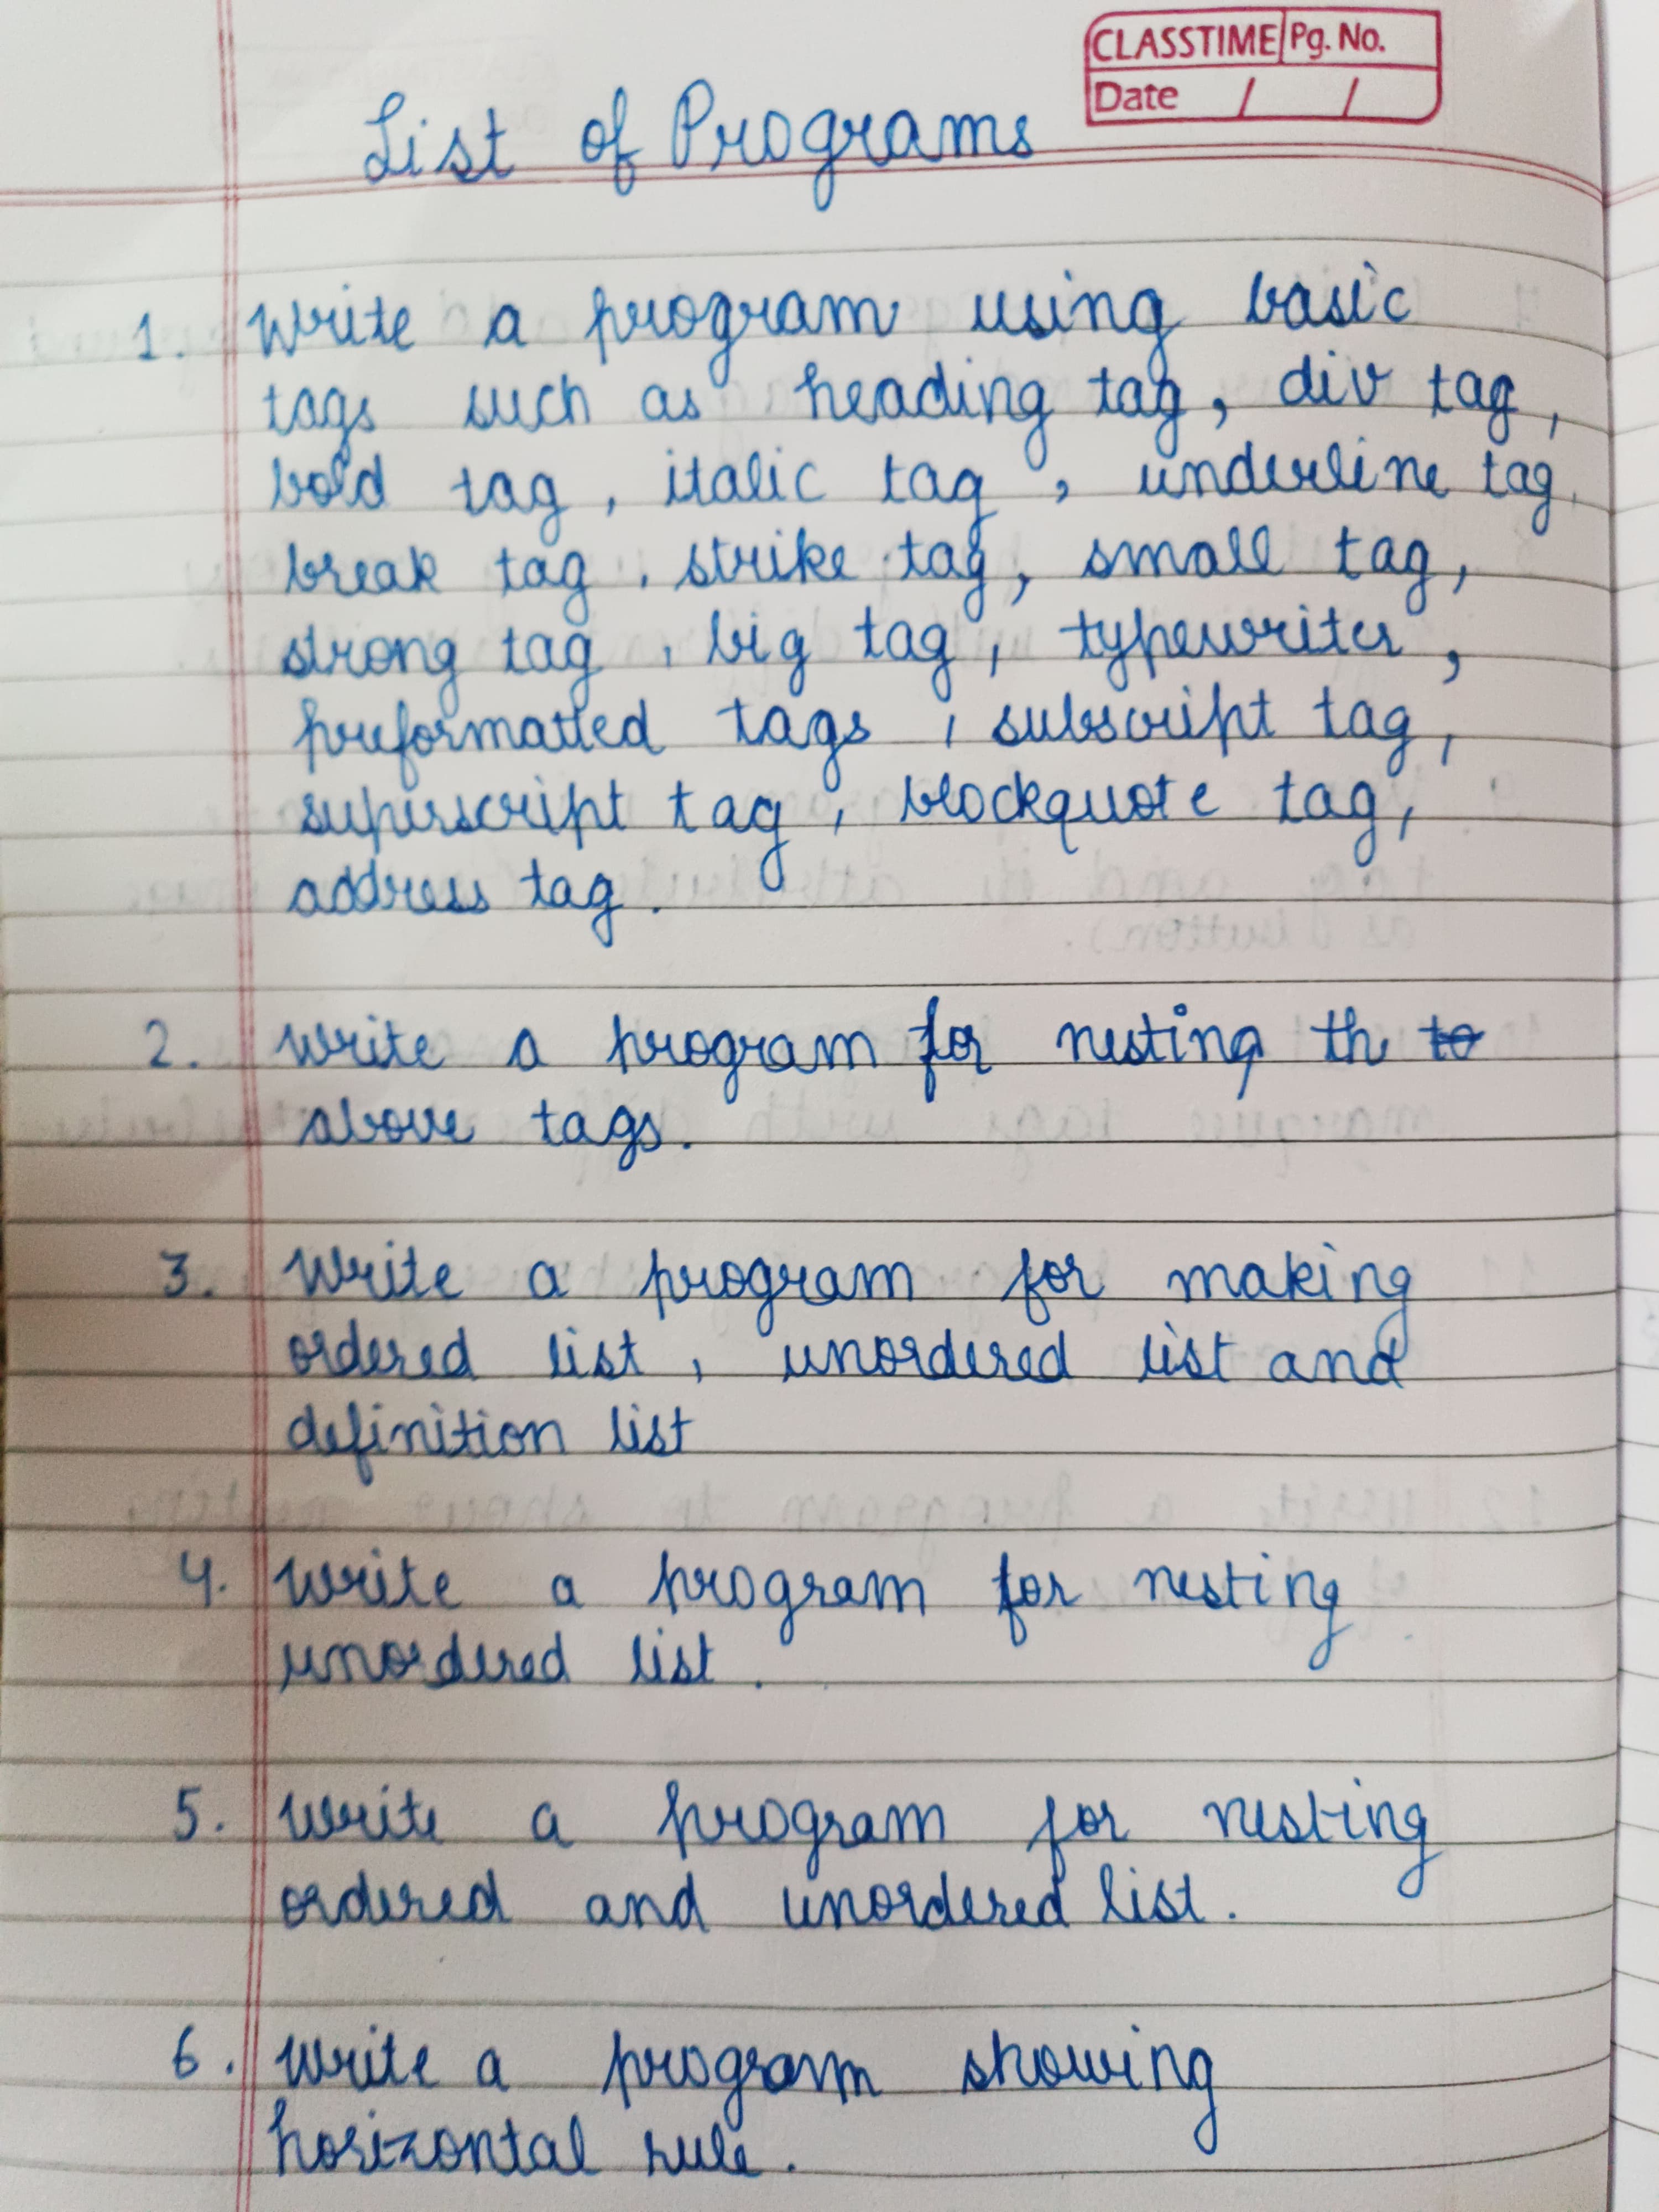 CLASSTIME Pg. No.
Date / /
List of Programs
1. Write a program using basic
tags such as heading tag, div tag,
bold tag, italic tag, underline tag,
break tag, strike tag, small tag,
strong tag, big tag, typewriter,
preformatted tags, subscript tag,
superscript tag, blockquote tag,
address tag.
2. Write a program for nesting th to
above tags.
3. Write a program for making
ordered list, unordered list and
definition list
4. Write a program for nesting
unordered list.
5. Write a program for nesting
ordered and unordered list.
6. Write a program showing
horizontal rule.